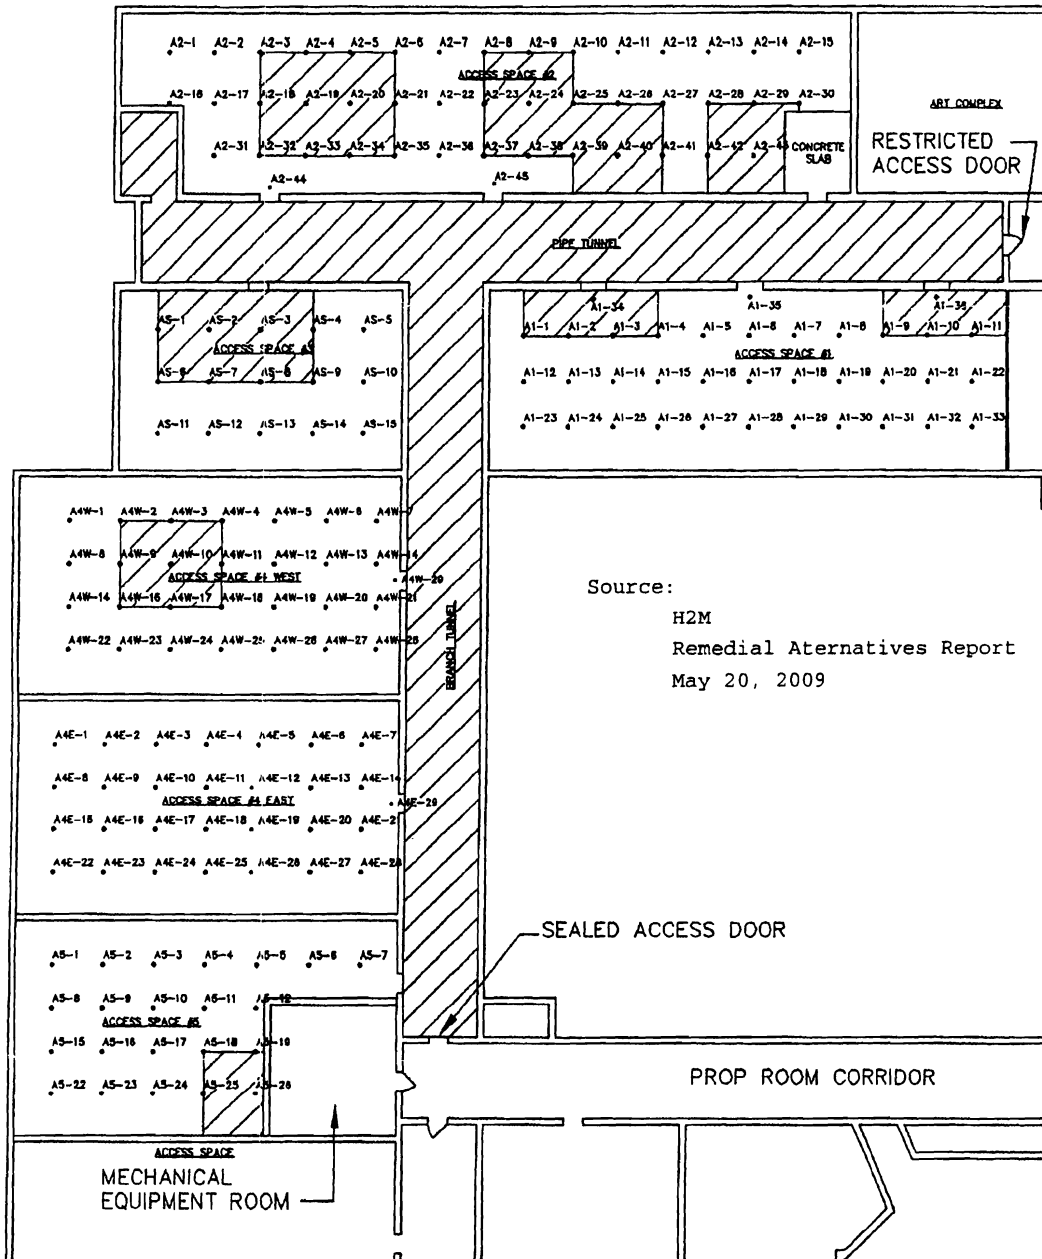 A2-1 A2-2 A2-3 A2-4 A2-5 A2-6 A2-7 A2-8 A2-9 A2-10 A2-11 A2-12 A2-13 A2-14 A2-15
ACCESS SPACE #2
A2-16 A2-17 A2-18 A2-19 A2-20 A2-21 A2-22 A2-23 A2-24 A2-25 A2-26 A2-27 A2-28 A2-29 A2-30
ART COMPLEX
RESTRICTED
ACCESS DOOR
A2-31 A2-32 A2-33 A2-34 A2-35 A2-36 A2-37 A2-38 A2-39 A2-40 A2-41 A2-42 A2-43
CONCRETE
SLAB
A2-44 A2-45
PIPE TUNNEL
A1-34 A1-35 A1-36
AS-1 AS-2 AS-3 AS-4 AS-5
A1-1 A1-2 A1-3 A1-4 A1-5 A1-6 A1-7 A1-8 A1-9 A1-10 A1-11
ACCESS SPACE
ACCESS SPACE #1
AS-6 AS-7 AS-8 AS-9 AS-10
A1-12 A1-13 A1-14 A1-15 A1-16 A1-17 A1-18 A1-19 A1-20 A1-21 A1-22
AS-11 AS-12 AS-13 AS-14 AS-15
A1-23 A1-24 A1-25 A1-26 A1-27 A1-28 A1-29 A1-30 A1-31 A1-32 A1-33
A4W-1 A4W-2 A4W-3 A4W-4 A4W-5 A4W-6 A4W-7
A4W-8 A4W-9 A4W-10 A4W-11 A4W-12 A4W-13 A4W-14
ACCESS SPACE #4 WEST
A4W-29
A4W-14 A4W-16 A4W-17 A4W-18 A4W-19 A4W-20 A4W-21
A4W-22 A4W-23 A4W-24 A4W-25 A4W-26 A4W-27 A4W-28
BRANCH TUNNEL
Source:
H2M
Remedial Aternatives Report
May 20, 2009
A4E-1 A4E-2 A4E-3 A4E-4 A4E-5 A4E-6 A4E-7
A4E-8 A4E-9 A4E-10 A4E-11 A4E-12 A4E-13 A4E-14
ACCESS SPACE #4 EAST
A4E-29
A4E-15 A4E-16 A4E-17 A4E-18 A4E-19 A4E-20 A4E-21
A4E-22 A4E-23 A4E-24 A4E-25 A4E-26 A4E-27 A4E-28
SEALED ACCESS DOOR
A5-1 A5-2 A5-3 A5-4 A5-5 A5-6 A5-7
A5-8 A5-9 A5-10 A5-11 A5-12
ACCESS SPACE #5
A5-15 A5-16 A5-17 A5-18 A5-19
A5-22 A5-23 A5-24 A5-25 A5-26
PROP ROOM CORRIDOR
ACCESS SPACE
MECHANICAL
EQUIPMENT ROOM